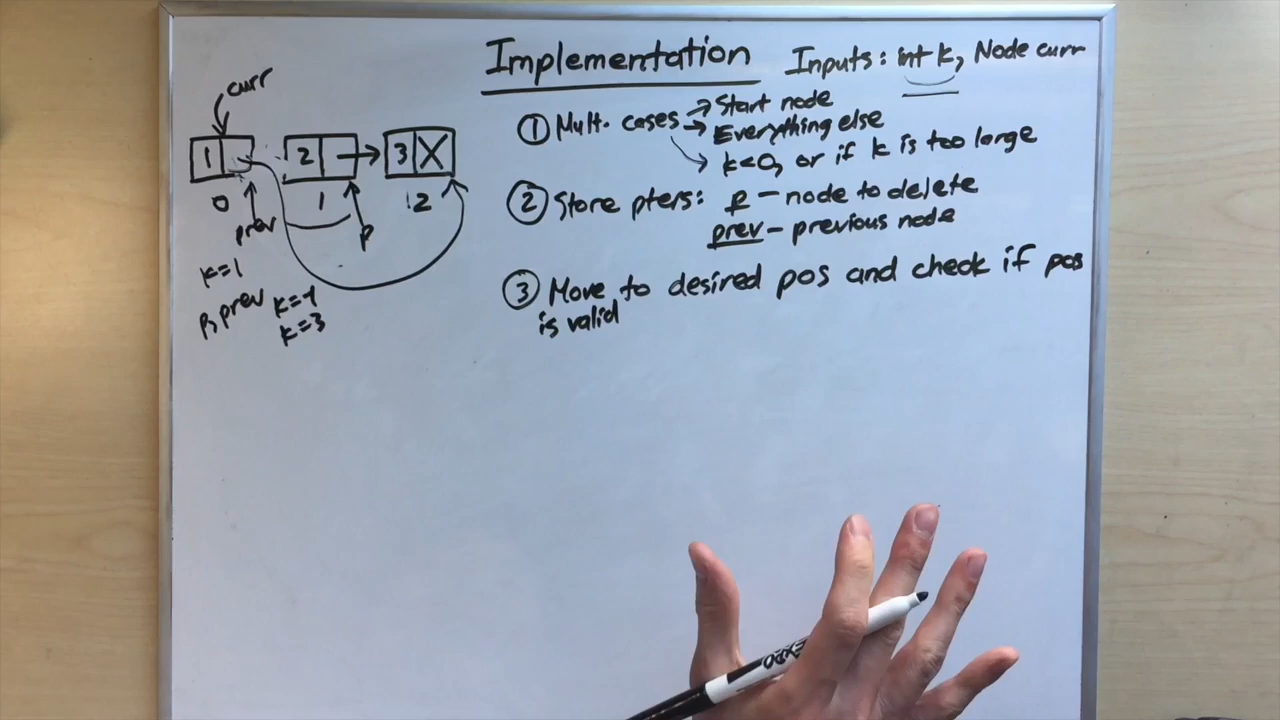 Implementation
Inputs: int k, Node curr
① Mult. cases → Start node
→ Everything else
→ k<0, or if k is too large
② Store pters: p – node to delete
prev – previous node
③ Move to desired pos and check if pos
is valid
curr
1 2 3 X
0 1 2
prev p
k=1
p, prev k=-1
k=3
EXPO